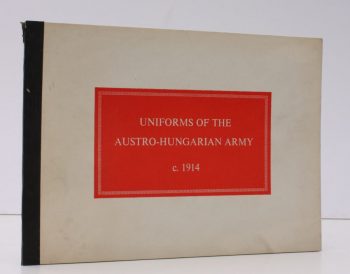 UNIFORMS OF THE
AUSTRO-HUNGARIAN ARMY
c. 1914